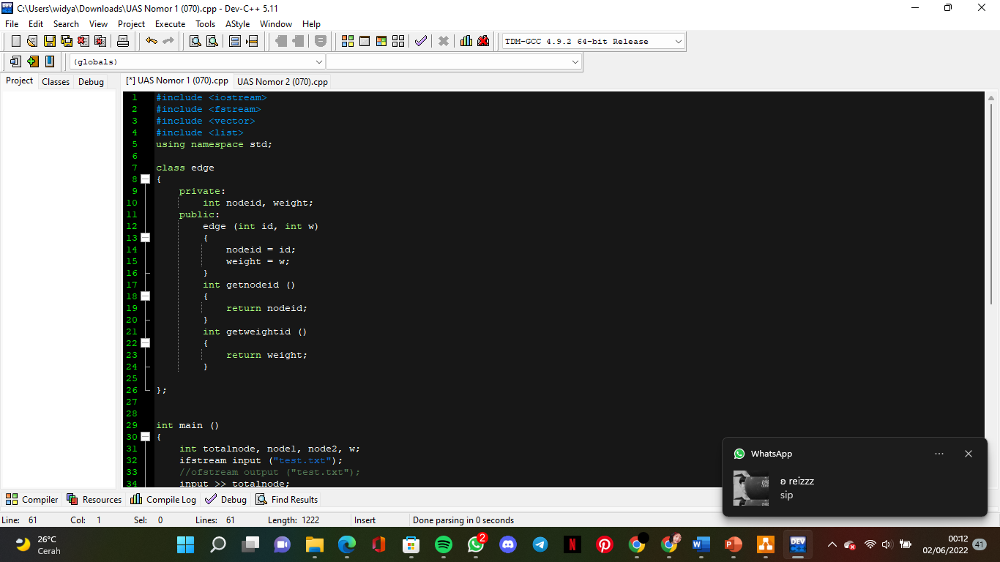 C:\Users\widya\Downloads\UAS Nomor 1 (070).cpp - Dev-C++ 5.11
File Edit Search View Project Execute Tools AStyle Window Help
TDM-GCC 4.9.2 64-bit Release
(globals)
Project Classes Debug [*] UAS Nomor 1 (070).cpp UAS Nomor 2 (070).cpp
1 #include <iostream>
2 #include <fstream>
3 #include <vector>
4 #include <list>
5 using namespace std;
6
7 class edge
8 {
9 private:
10 int nodeid, weight;
11 public:
12 edge (int id, int w)
13 {
14 nodeid = id;
15 weight = w;
16 }
17 int getnodeid ()
18 {
19 return nodeid;
20 }
21 int getweightid ()
22 {
23 return weight;
24 }
25
26 };
27
28
29 int main ()
30 {
31 int totalnode, node1, node2, w;
32 ifstream input ("test.txt");
33 //ofstream output ("test.txt");
34 input >> totalnode;
WhatsApp
ʚ reizzz
sip
Compiler Resources Compile Log Debug Find Results
Line: 61 Col: 1 Sel: 0 Lines: 61 Length: 1222 Insert Done parsing in 0 seconds
26°C
Cerah
2
DEV
00:12
02/06/2022
41